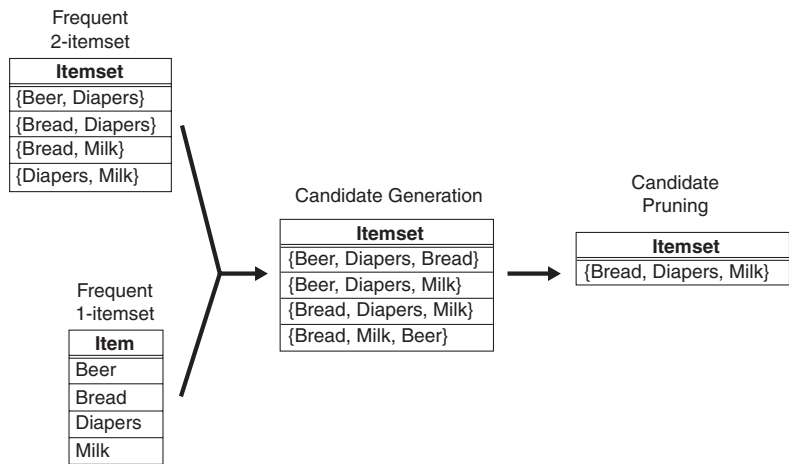 Frequent
2-itemset
Itemset
{Beer, Diapers}
{Bread, Diapers}
{Bread, Milk}
{Diapers, Milk}
Frequent
1-itemset
Item
Beer
Bread
Diapers
Milk
Candidate Generation
Itemset
{Beer, Diapers, Bread}
{Beer, Diapers, Milk}
{Bread, Diapers, Milk}
{Bread, Milk, Beer}
Candidate
Pruning
Itemset
{Bread, Diapers, Milk}